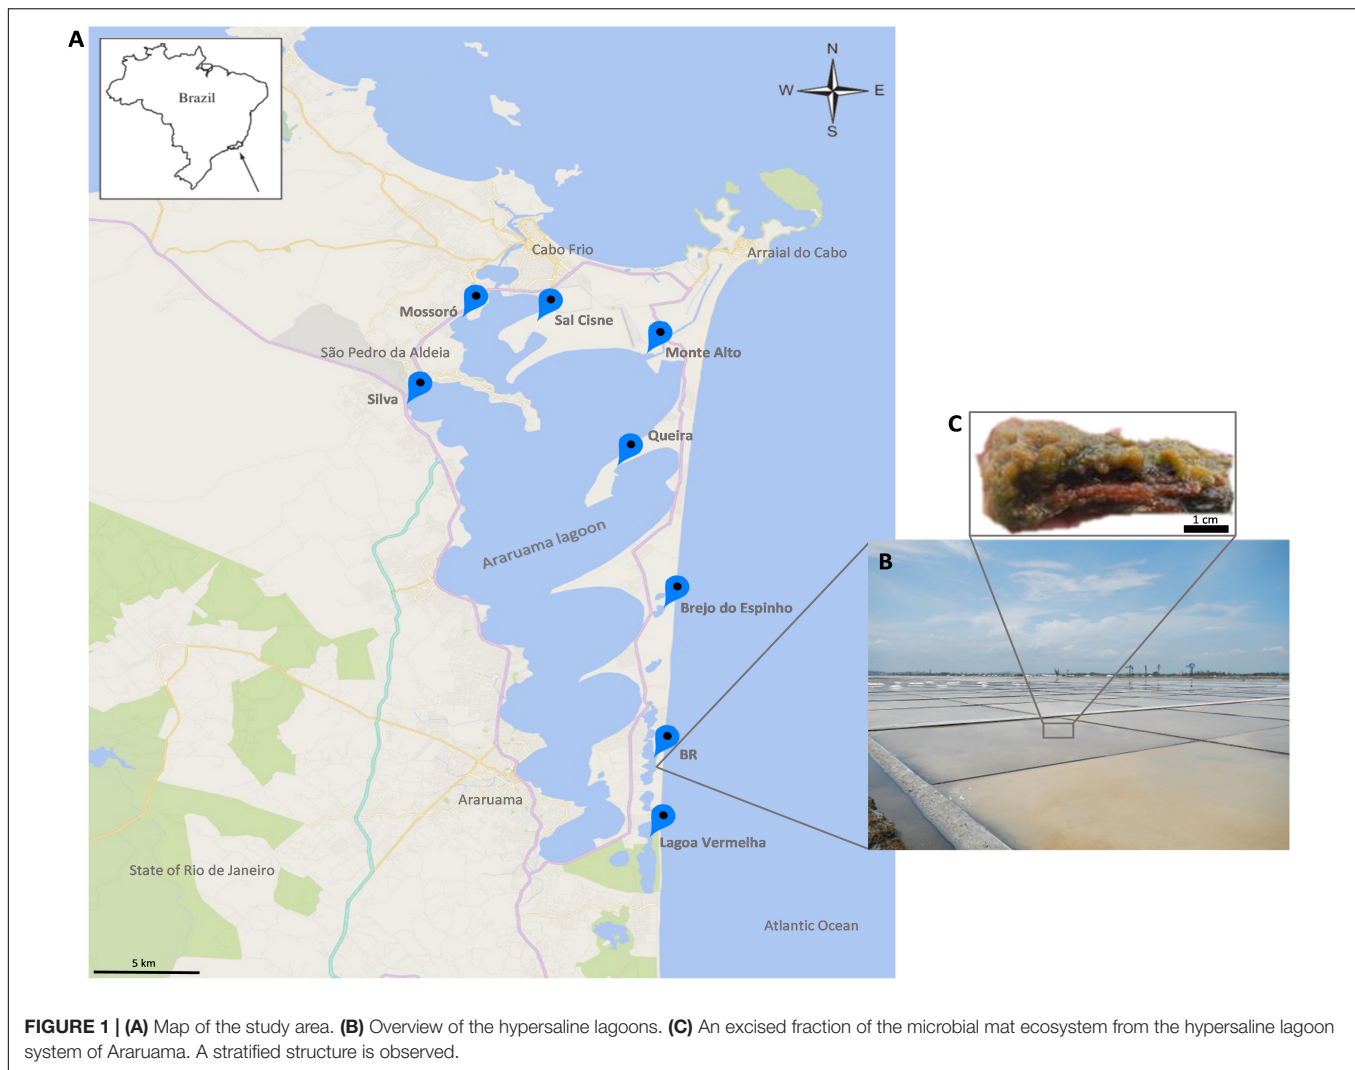 A
Brazil
N
W E
S
Cabo Frio
Arraial do Cabo
Mossoró
Sal Cisne
São Pedro da Aldeia
Monte Alto
Silva
Queira
C
1 cm
Araruama lagoon
B
Brejo do Espinho
BR
Araruama
Lagoa Vermelha
State of Rio de Janeiro
Atlantic Ocean
5 km
FIGURE 1 | (A) Map of the study area. (B) Overview of the hypersaline lagoons. (C) An excised fraction of the microbial mat ecosystem from the hypersaline lagoon
system of Araruama. A stratified structure is observed.